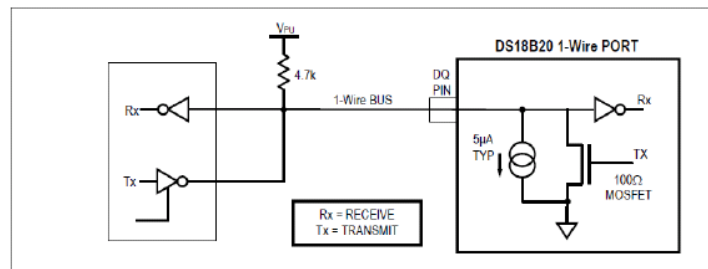 VPU
4.7k
Rx
1-Wire BUS
Tx
Rx = RECEIVE
Tx = TRANSMIT
DS18B20 1-Wire PORT
DQ
PIN
Rx
5µA
TYP
TX
100Ω
MOSFET